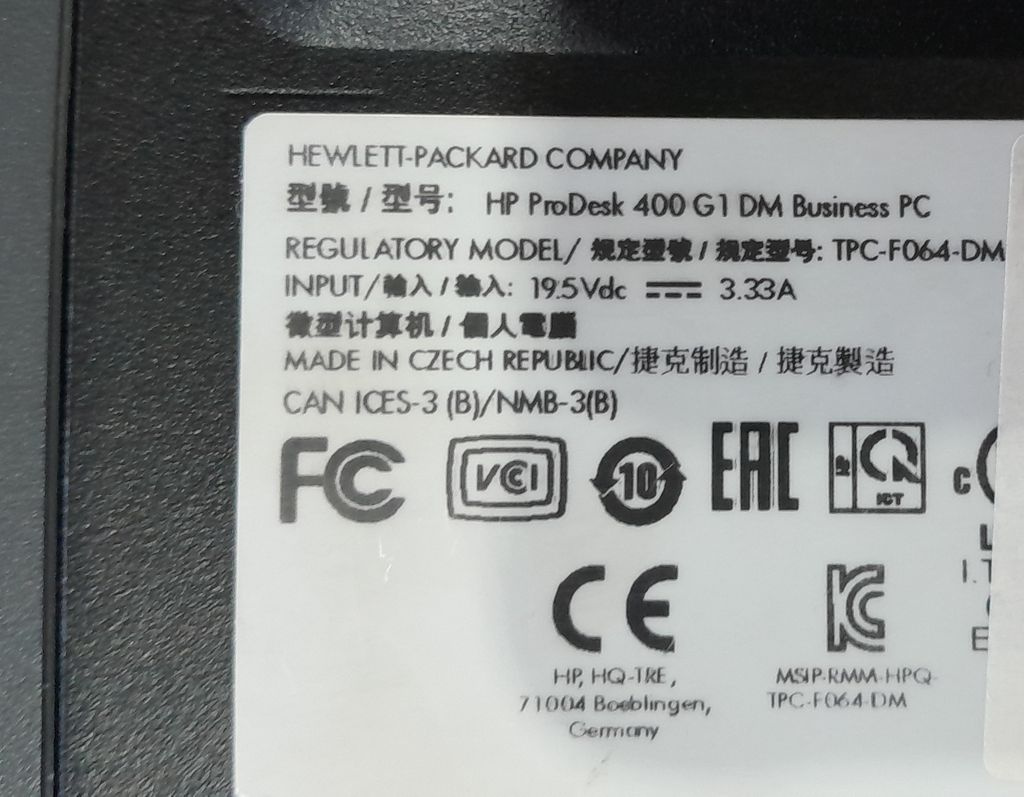 HEWLETT-PACKARD COMPANY
型號 / 型号: HP ProDesk 400 G1 DM Business PC
REGULATORY MODEL/ 規定型號 / 规定型号: TPC-F064-DM
INPUT/輸入 / 输入: 19.5Vdc ⎓ 3.33A
微型计算机 / 個人電腦
MADE IN CZECH REPUBLIC/捷克制造 / 捷克製造
CAN ICES-3 (B)/NMB-3(B)
FC VCI 10 EAC ICT C
CE
I.T
E
HP, HQ-TRE,
71004 Boeblingen,
Germany
MSIP-RMM-HPQ-
TPC-F064-DM